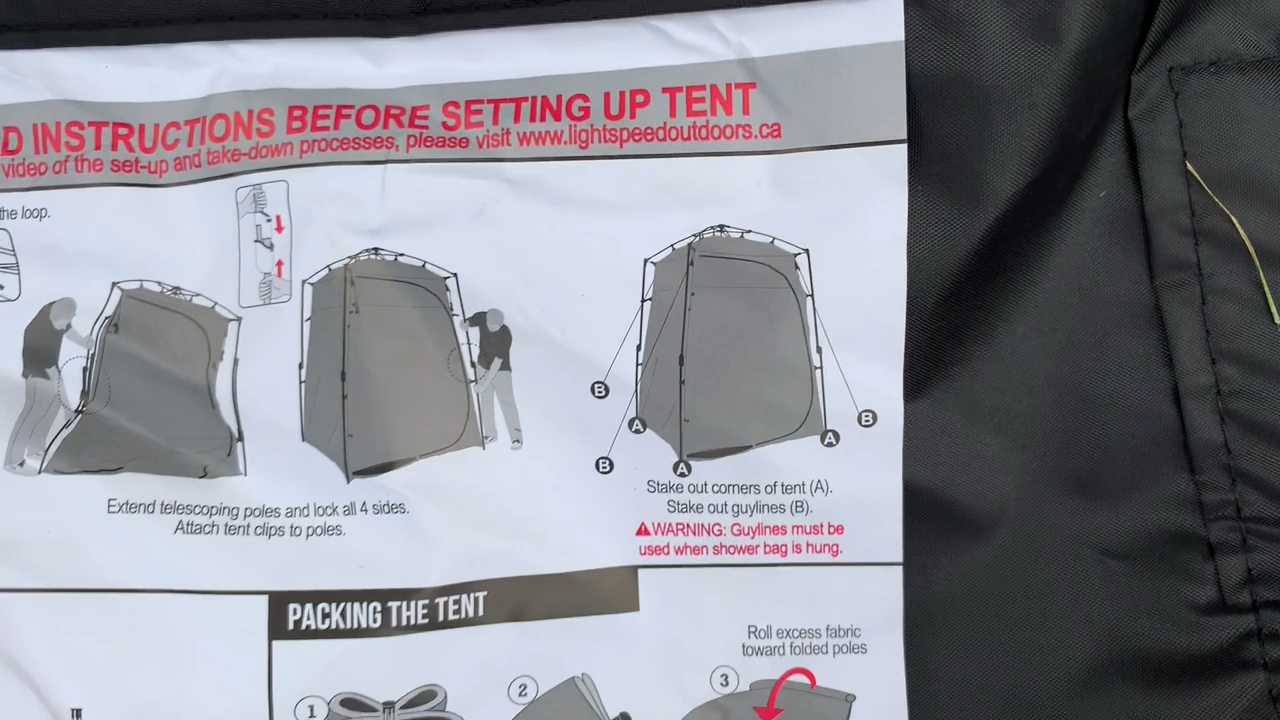 D INSTRUCTIONS BEFORE SETTING UP TENT
video of the set-up and take-down processes, please visit www.lightspeedoutdoors.ca
the loop.
B
A
B
A
A
B
Extend telescoping poles and lock all 4 sides.
Attach tent clips to poles.
Stake out corners of tent (A).
Stake out guylines (B).
WARNING: Guylines must be
used when shower bag is hung.
PACKING THE TENT
Roll excess fabric
toward folded poles
1
2
3